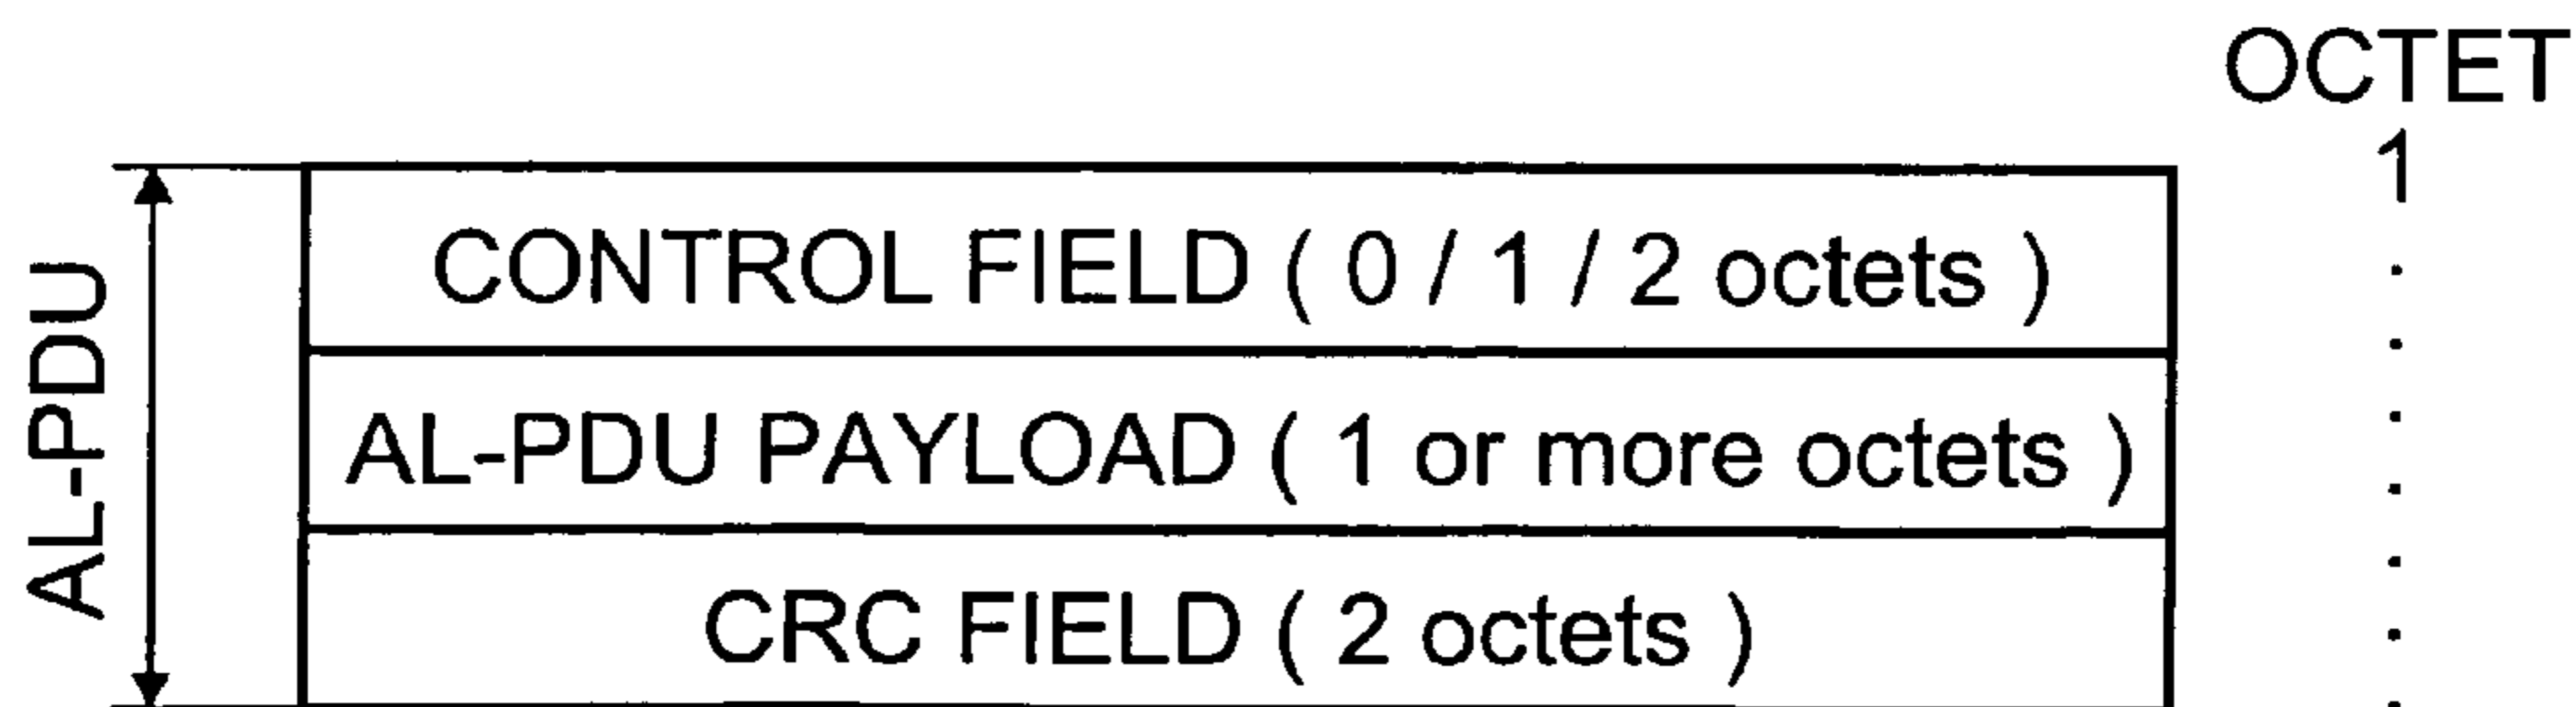 OCTET
1
AL-PDU
CONTROL FIELD ( 0 / 1 / 2 octets )
AL-PDU PAYLOAD ( 1 or more octets )
CRC FIELD ( 2 octets )